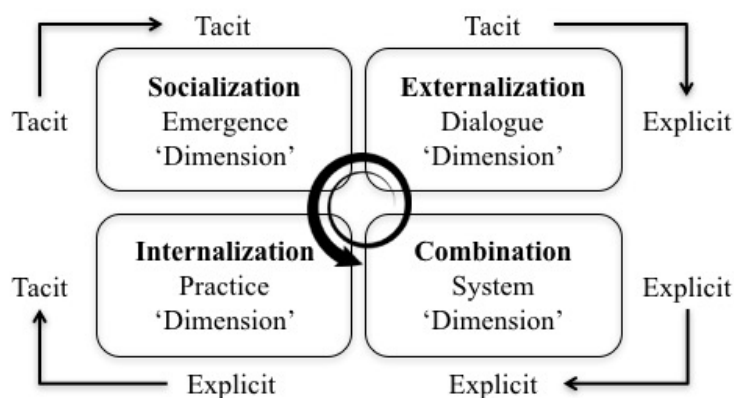 Tacit
Tacit
Socialization
Emergence
‘Dimension’
Externalization
Dialogue
‘Dimension’
Tacit
Explicit
Internalization
Practice
‘Dimension’
Combination
System
‘Dimension’
Tacit
Explicit
Explicit
Explicit